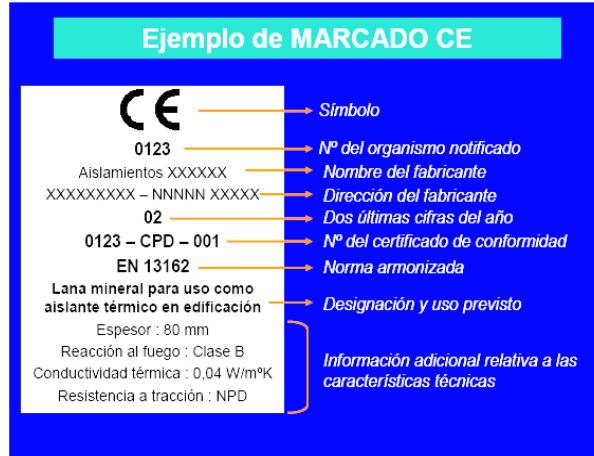 Ejemplo de MARCADO CE
CE
Símbolo
0123
Nº del organismo notificado
Aislamientos XXXXXX
Nombre del fabricante
XXXXXXXXX – NNNNN XXXXX
Dirección del fabricante
02
Dos últimas cifras del año
0123 – CPD – 001
Nº del certificado de conformidad
EN 13162
Norma armonizada
Lana mineral para uso como
aislante térmico en edificación
Designación y uso previsto
Espesor : 80 mm
Reacción al fuego : Clase B
Conductividad térmica : 0,04 W/mºK
Resistencia a tracción : NPD
Información adicional relativa a las
características técnicas